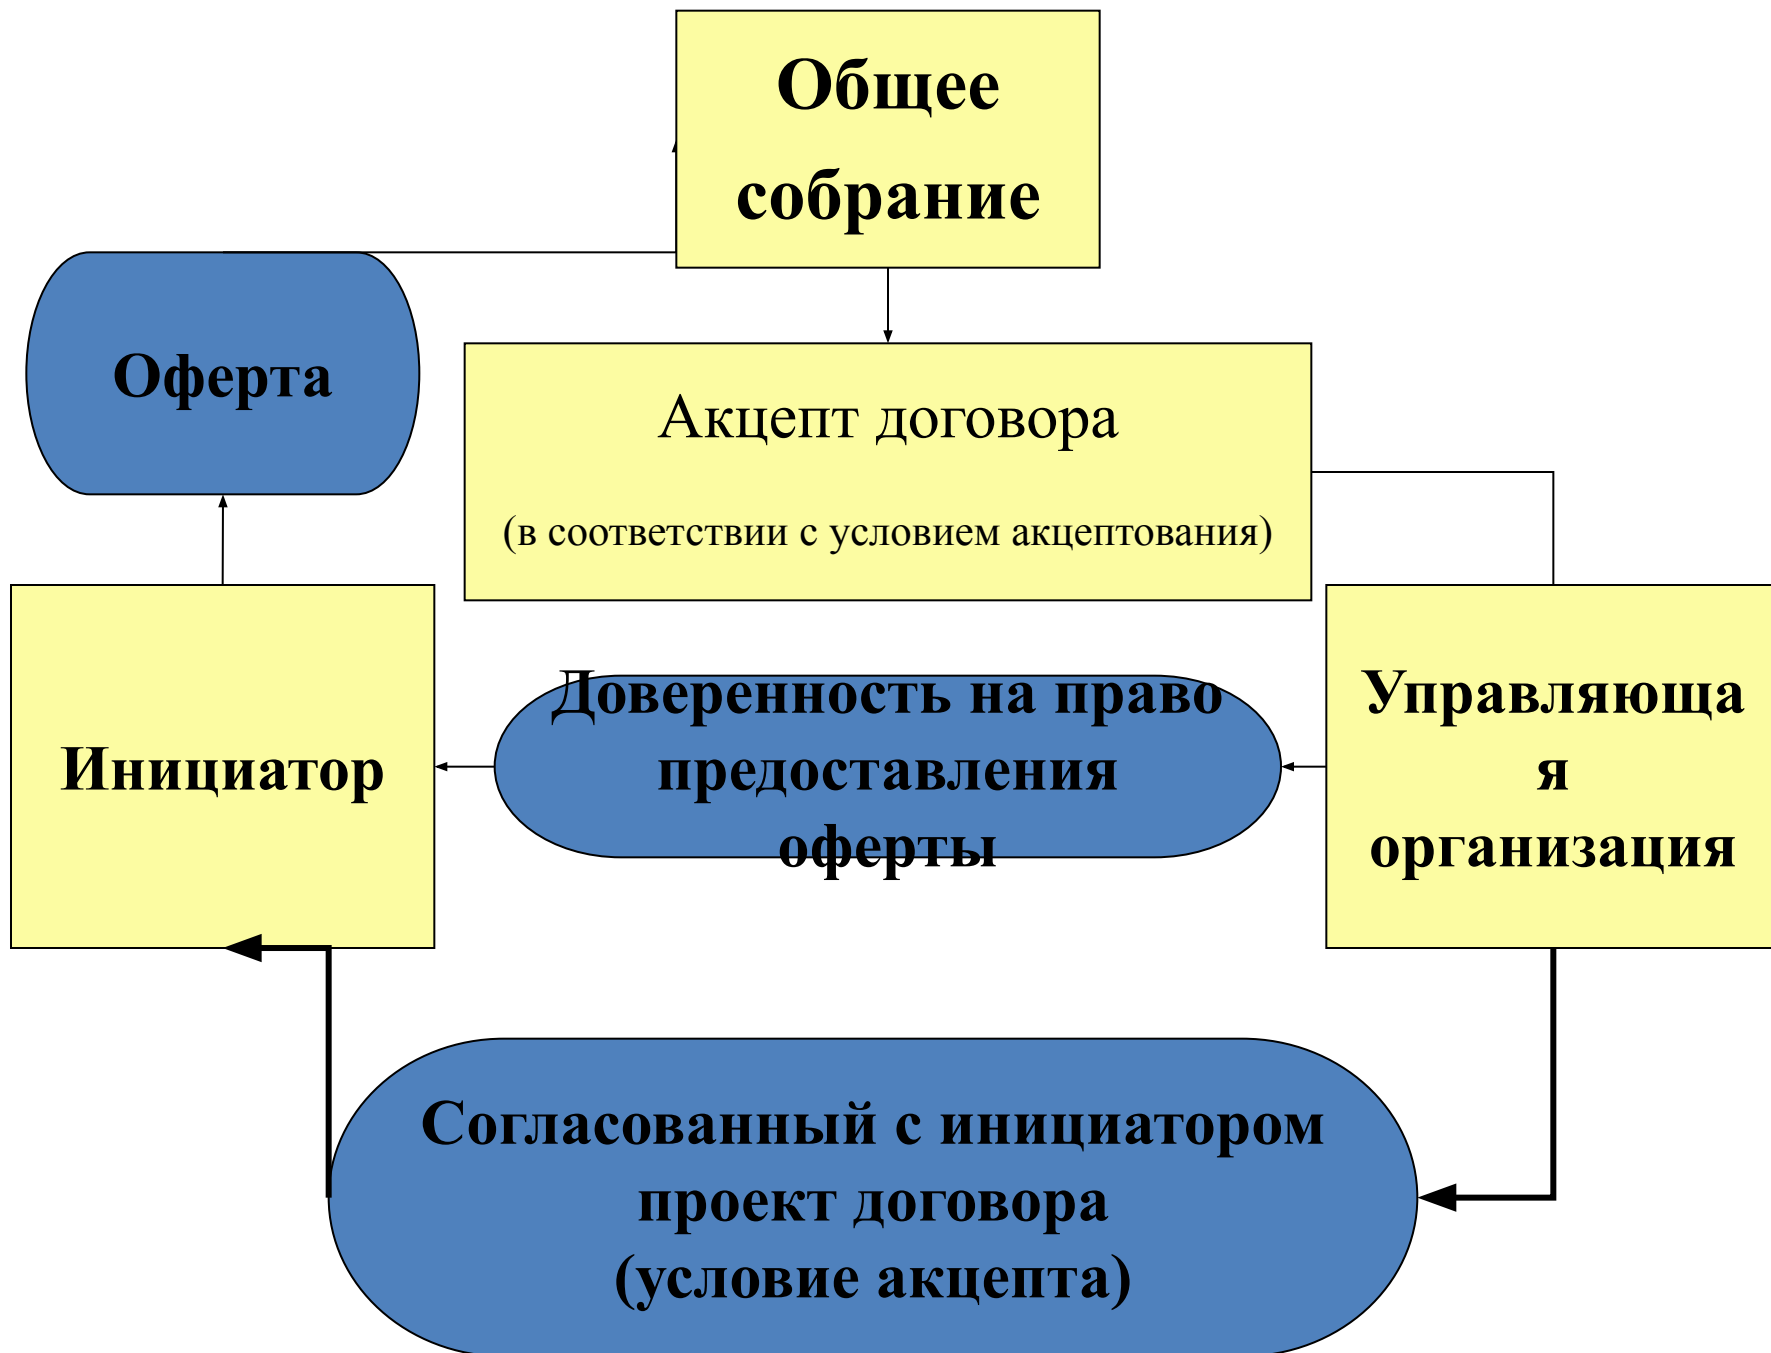 Общее
собрание
Оферта
Акцепт договора
(в соответствии с условием акцептования)
Инициатор
Доверенность на право
предоставления
оферты
Управляюща
я
организация
Согласованный с инициатором
проект договора
(условие акцепта)